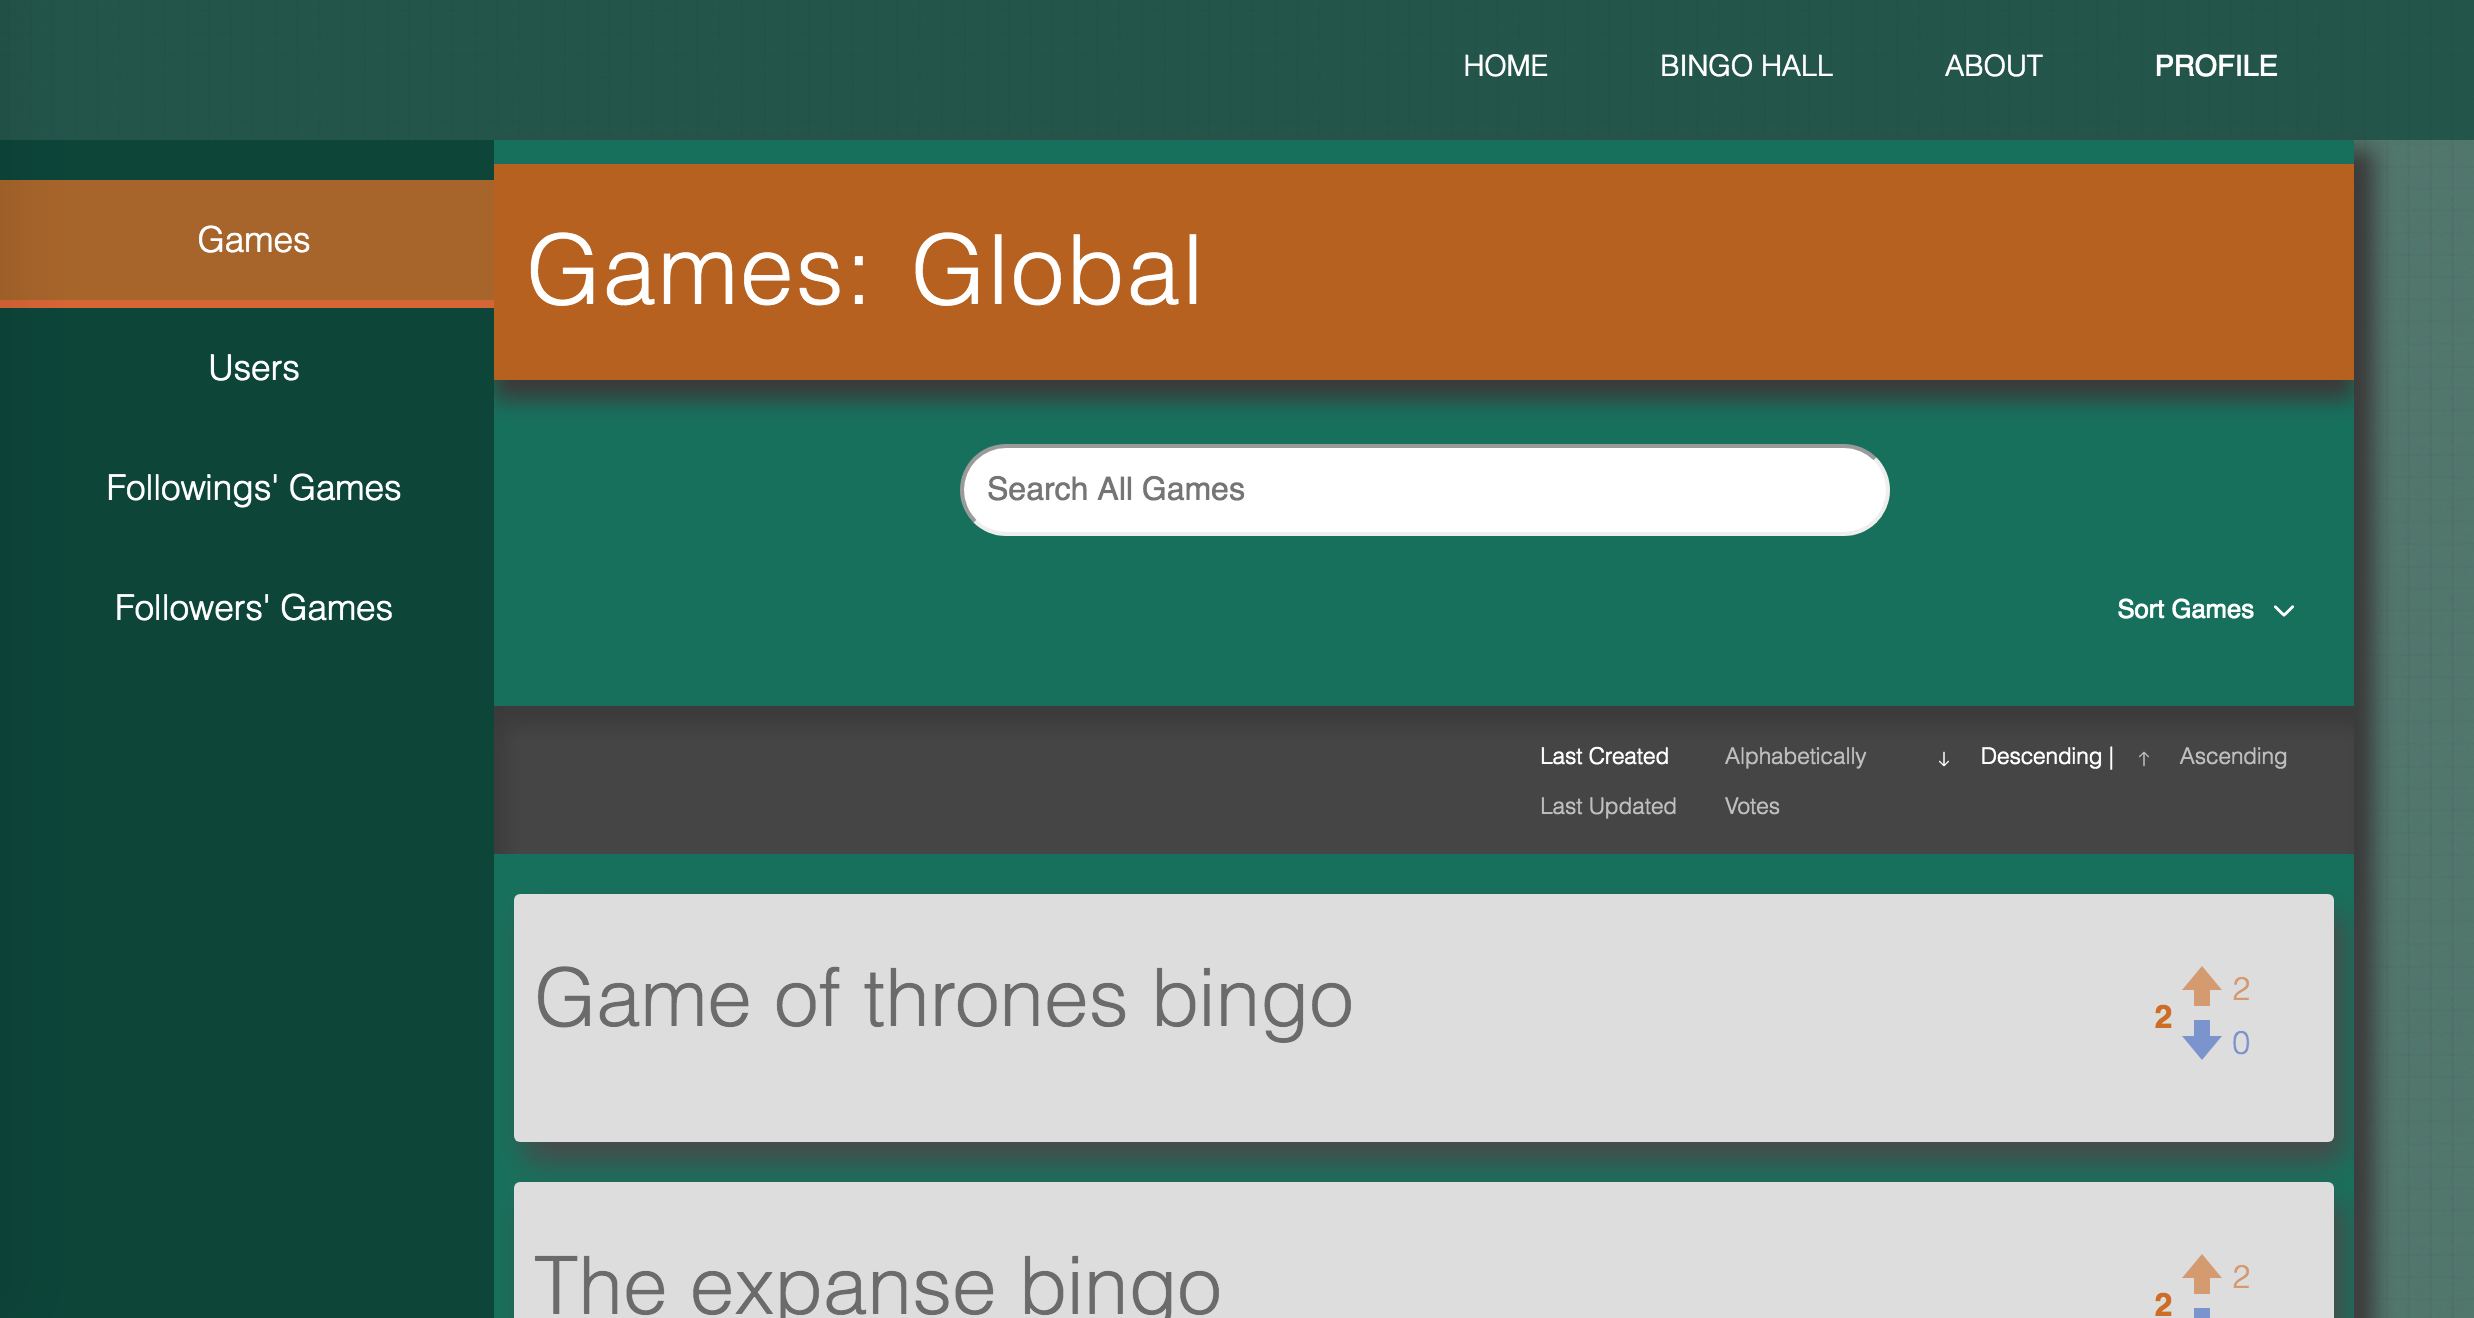 HOME BINGO HALL ABOUT PROFILE
Games
Users
Followings' Games
Followers' Games
Games: Global
Search All Games
Sort Games
Last Created Alphabetically ↓ Descending | ↑ Ascending
Last Updated Votes
Game of thrones bingo
2
2
0
The expanse bingo
2
2